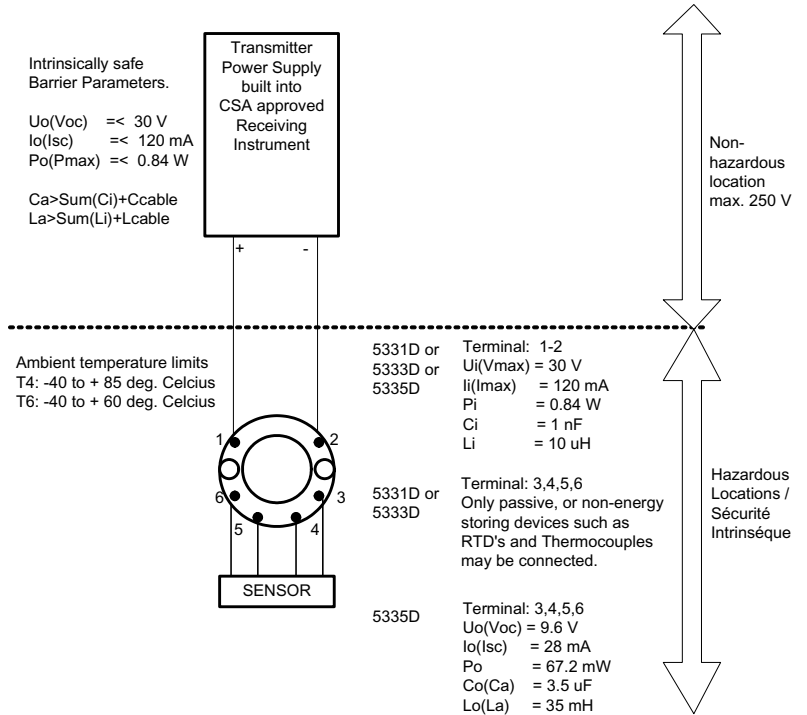 Intrinsically safe
Barrier Parameters.
Uo(Voc) =< 30 V
Io(Isc) =< 120 mA
Po(Pmax) =< 0.84 W
Ca>Sum(Ci)+Ccable
La>Sum(Li)+Lcable
Transmitter
Power Supply
built into
CSA approved
Receiving
Instrument
+
-
Non-
hazardous
location
max. 250 V
Ambient temperature limits
T4: -40 to + 85 deg. Celcius
T6: -40 to + 60 deg. Celcius
1
2
6
3
5
4
SENSOR
5331D or
5333D or
5335D
Terminal: 1-2
Ui(Vmax) = 30 V
Ii(Imax) = 120 mA
Pi = 0.84 W
Ci = 1 nF
Li = 10 uH
5331D or
5333D
Terminal: 3,4,5,6
Only passive, or non-energy
storing devices such as
RTD's and Thermocouples
may be connected.
5335D
Terminal: 3,4,5,6
Uo(Voc) = 9.6 V
Io(Isc) = 28 mA
Po = 67.2 mW
Co(Ca) = 3.5 uF
Lo(La) = 35 mH
Hazardous
Locations /
Sécurité
Intrinséque